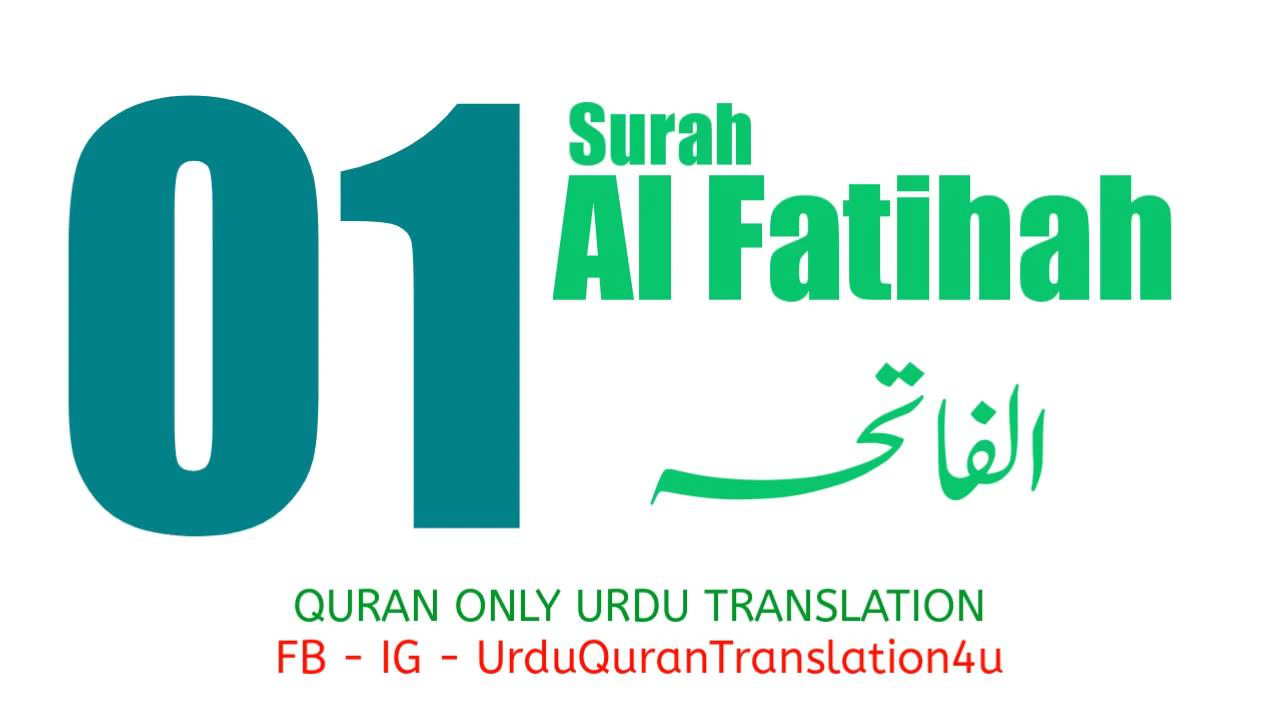 01
Surah
Al Fatihah
الفاتحہ
QURAN ONLY URDU TRANSLATION
FB - IG - UrduQuranTranslation4u